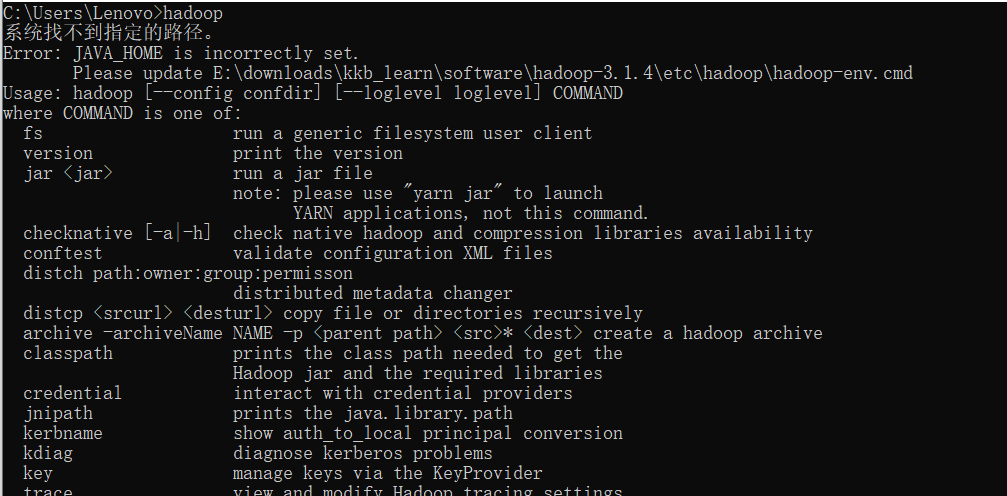 C:\Users\Lenovo>hadoop
系统找不到指定的路径。
Error: JAVA_HOME is incorrectly set.
       Please update E:\downloads\kkb_learn\software\hadoop-3.1.4\etc\hadoop\hadoop-env.cmd
Usage: hadoop [--config confdir] [--loglevel loglevel] COMMAND
where COMMAND is one of:
  fs                   run a generic filesystem user client
  version              print the version
  jar <jar>            run a jar file
                       note: please use "yarn jar" to launch
                             YARN applications, not this command.
  checknative [-a|-h]  check native hadoop and compression libraries availability
  conftest             validate configuration XML files
  distch path:owner:group:permisson
                       distributed metadata changer
  distcp <srcurl> <desturl> copy file or directories recursively
  archive -archiveName NAME -p <parent path> <src>* <dest> create a hadoop archive
  classpath            prints the class path needed to get the
                       Hadoop jar and the required libraries
  credential           interact with credential providers
  jnipath              prints the java.library.path
  kerbname             show auth_to_local principal conversion
  kdiag                diagnose kerberos problems
  key                  manage keys via the KeyProvider
  trace                view and modify Hadoop tracing settings